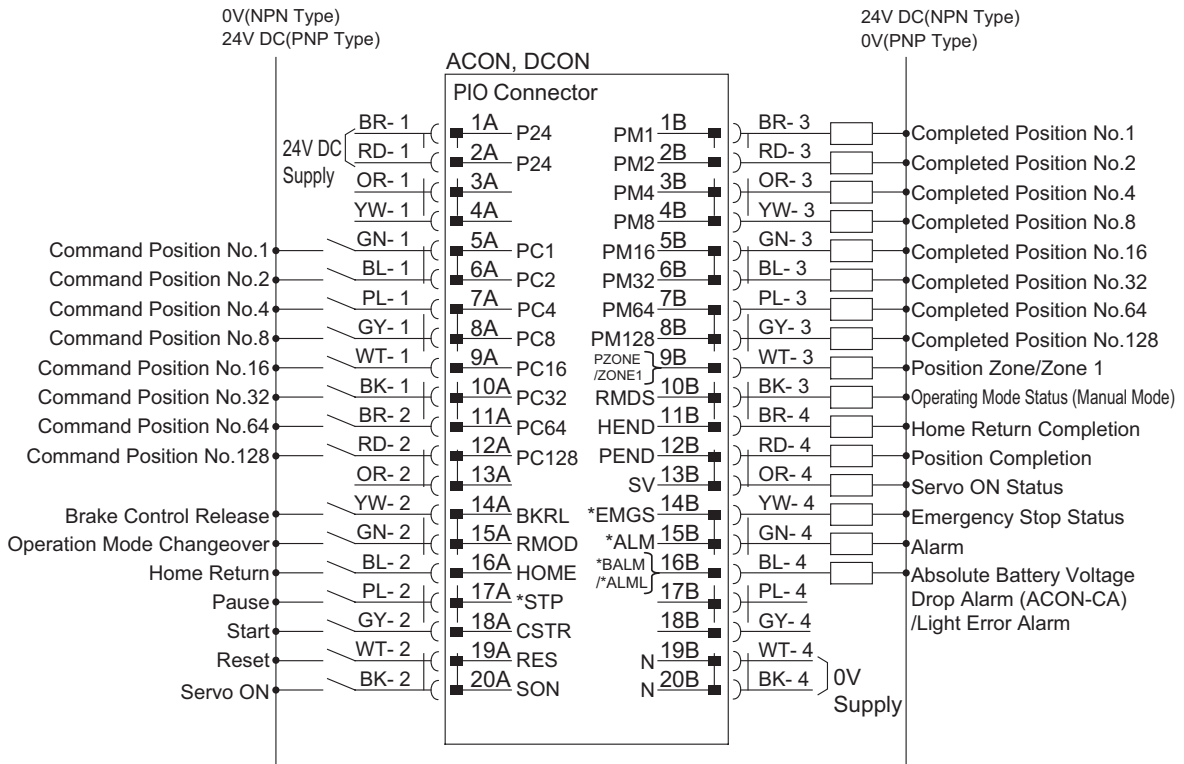 0V(NPN Type)
24V DC(PNP Type)
24V DC(NPN Type)
0V(PNP Type)
ACON, DCON
PIO Connector
24V DC
Supply
BR- 1 1A P24 PM1 1B BR- 3 Completed Position No.1
RD- 1 2A P24 PM2 2B RD- 3 Completed Position No.2
OR- 1 3A PM4 3B OR- 3 Completed Position No.4
YW- 1 4A PM8 4B YW- 3 Completed Position No.8
Command Position No.1 GN- 1 5A PC1 PM16 5B GN- 3 Completed Position No.16
Command Position No.2 BL- 1 6A PC2 PM32 6B BL- 3 Completed Position No.32
Command Position No.4 PL- 1 7A PC4 PM64 7B PL- 3 Completed Position No.64
Command Position No.8 GY- 1 8A PC8 PM128 8B GY- 3 Completed Position No.128
Command Position No.16 WT- 1 9A PC16 PZONE /ZONE1 9B WT- 3 Position Zone/Zone 1
Command Position No.32 BK- 1 10A PC32 RMDS 10B BK- 3 Operating Mode Status (Manual Mode)
Command Position No.64 BR- 2 11A PC64 HEND 11B BR- 4 Home Return Completion
Command Position No.128 RD- 2 12A PC128 PEND 12B RD- 4 Position Completion
OR- 2 13A SV 13B OR- 4 Servo ON Status
Brake Control Release YW- 2 14A BKRL *EMGS 14B YW- 4 Emergency Stop Status
Operation Mode Changeover GN- 2 15A RMOD *ALM 15B GN- 4 Alarm
Home Return BL- 2 16A HOME *BALM /*ALML 16B BL- 4 Absolute Battery Voltage
Drop Alarm (ACON-CA)
/Light Error Alarm
Pause PL- 2 17A *STP 17B PL- 4
Start GY- 2 18A CSTR 18B GY- 4
Reset WT- 2 19A RES N 19B WT- 4
Servo ON BK- 2 20A SON N 20B BK- 4
0V
Supply